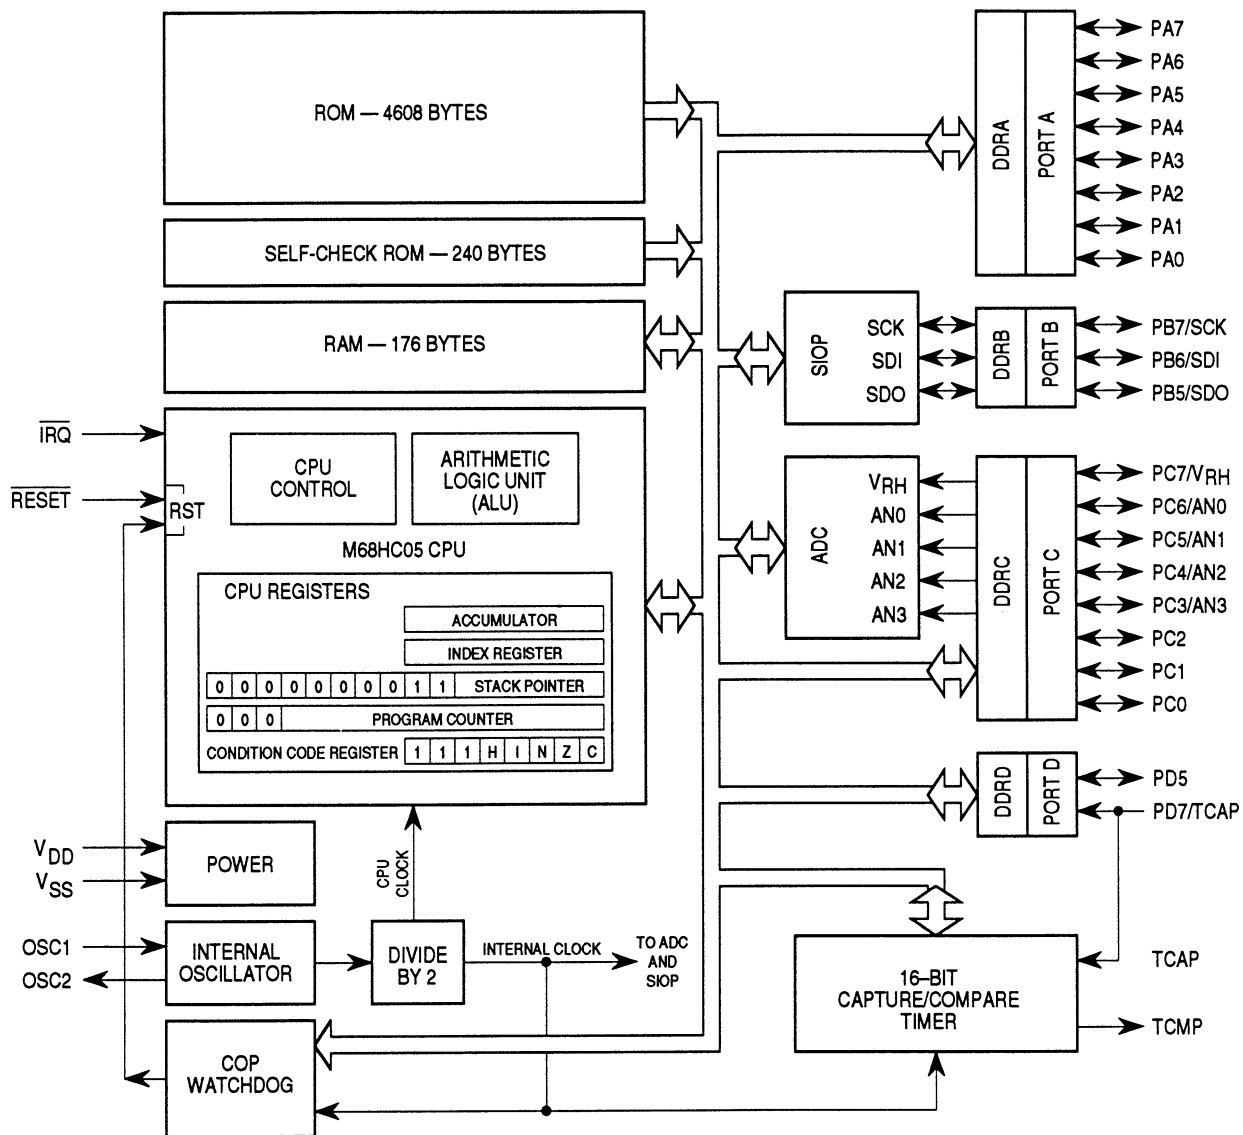 ROM — 4608 BYTES
SELF-CHECK ROM — 240 BYTES
RAM — 176 BYTES
IRQ
RESET
RST
CPU
CONTROL
ARITHMETIC
LOGIC UNIT
(ALU)
M68HC05 CPU
CPU REGISTERS
ACCUMULATOR
INDEX REGISTER
0 0 0 0 0 0 0 0 1 1 STACK POINTER
0 0 0 PROGRAM COUNTER
CONDITION CODE REGISTER 1 1 1 H I N Z C
VDD
VSS
POWER
CPU
CLOCK
OSC1
OSC2
INTERNAL
OSCILLATOR
DIVIDE
BY 2
INTERNAL CLOCK
TO ADC
AND
SIOP
COP
WATCHDOG
DDRA
PORT A
PA7
PA6
PA5
PA4
PA3
PA2
PA1
PA0
SIOP
SCK
SDI
SDO
DDRB
PORT B
PB7/SCK
PB6/SDI
PB5/SDO
ADC
VRH
AN0
AN1
AN2
AN3
DDRC
PORT C
PC7/VRH
PC6/AN0
PC5/AN1
PC4/AN2
PC3/AN3
PC2
PC1
PC0
DDRD
PORT D
PD5
PD7/TCAP
16–BIT
CAPTURE/COMPARE
TIMER
TCAP
TCMP